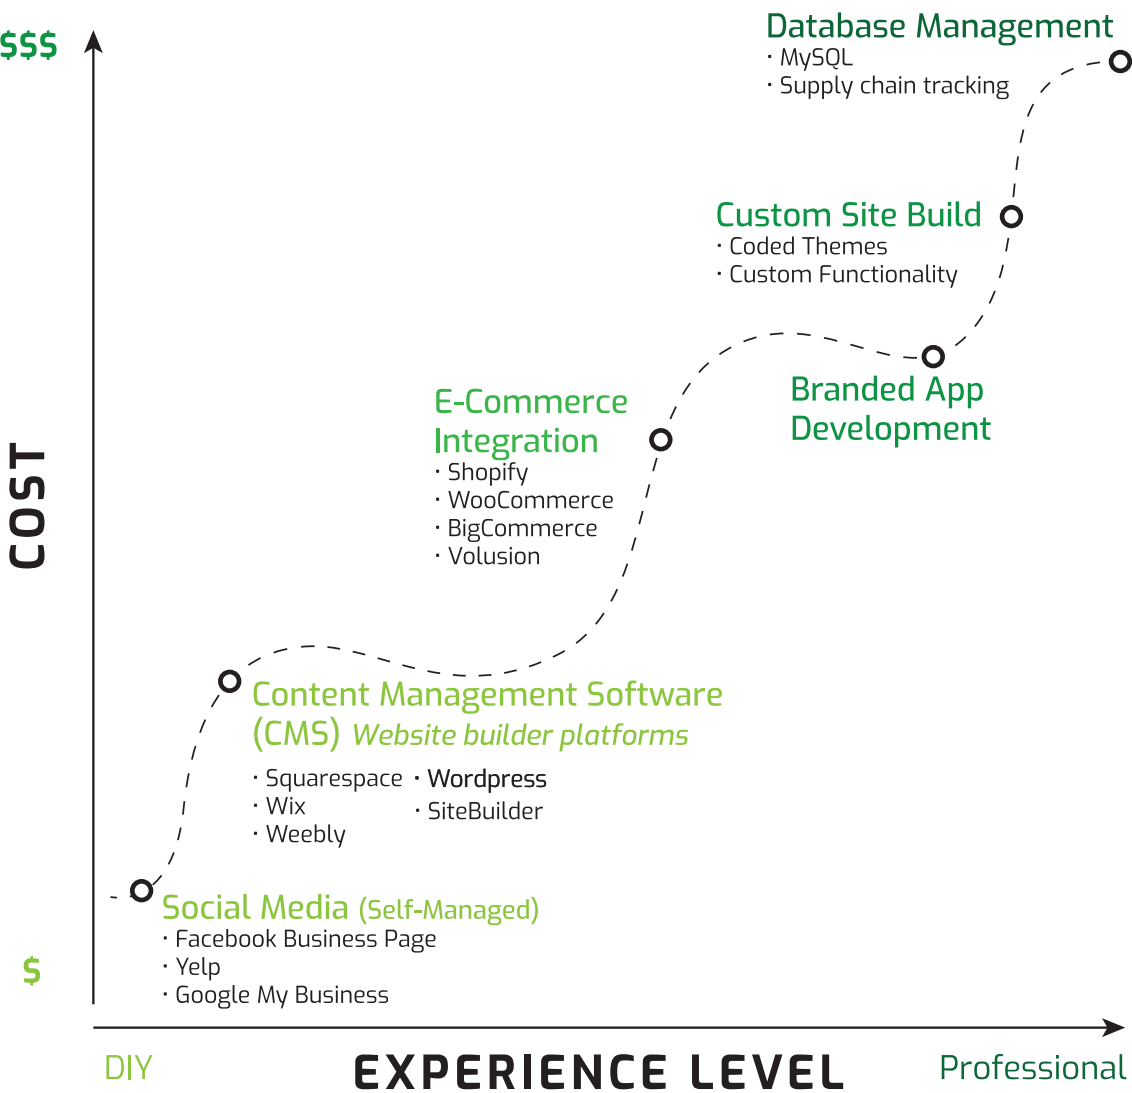 $$$
Database Management
· MySQL
· Supply chain tracking
Custom Site Build
· Coded Themes
· Custom Functionality
Branded App
Development
E-Commerce
Integration
· Shopify
· WooCommerce
· BigCommerce
· Volusion
COST
Content Management Software
(CMS) Website builder platforms
· Squarespace
· Wix
· Weebly
· Wordpress
· SiteBuilder
Social Media (Self-Managed)
· Facebook Business Page
· Yelp
· Google My Business
$
DIY
EXPERIENCE LEVEL
Professional